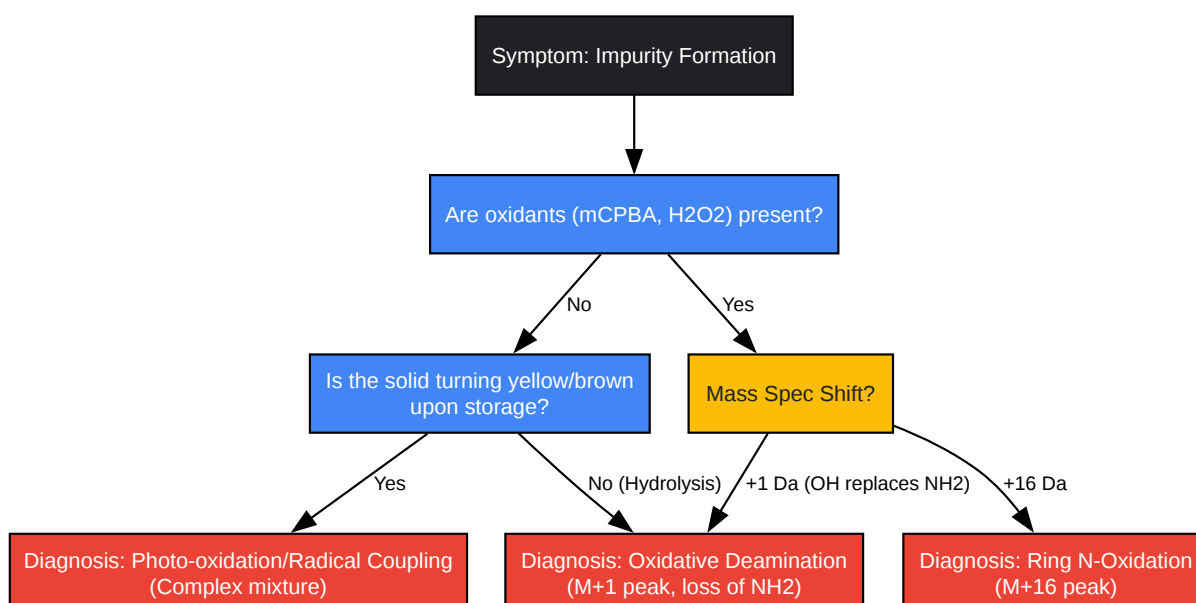 Symptom: Impurity Formation
Are oxidants (mCPBA, H2O2) present?
No
Yes
Is the solid turning yellow/brown
upon storage?
Mass Spec Shift?
Yes
No (Hydrolysis)
+1 Da (OH replaces NH2)
+16 Da
Diagnosis: Photo-oxidation/Radical Coupling
(Complex mixture)
Diagnosis: Oxidative Deamination
(M+1 peak, loss of NH2)
Diagnosis: Ring N-Oxidation
(M+16 peak)